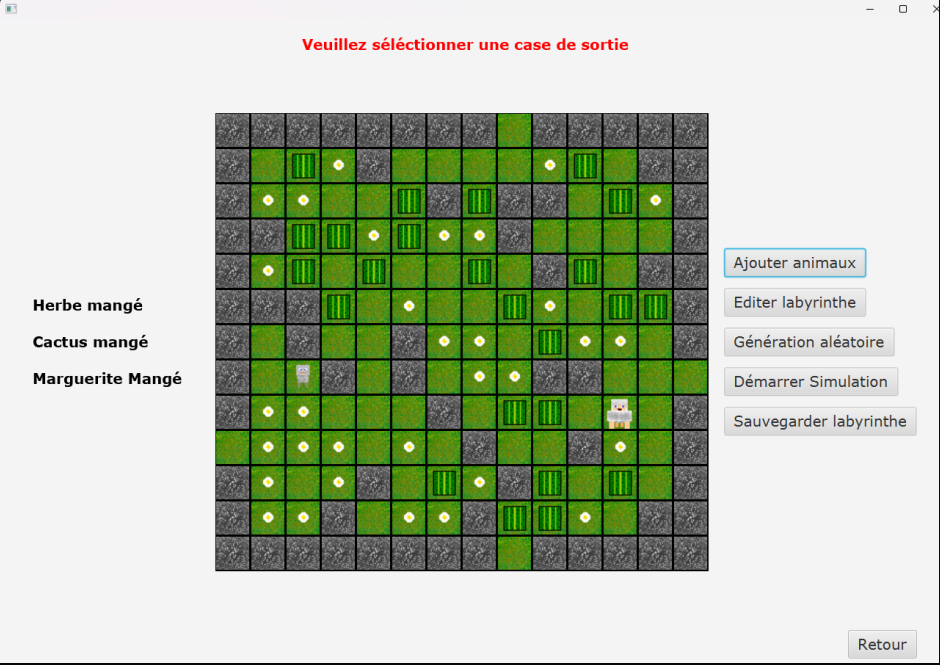 Veuillez séléctionner une case de sortie
Herbe mangé
Cactus mangé
Marguerite Mangé
Ajouter animaux
Editer labyrinthe
Génération aléatoire
Démarrer Simulation
Sauvegarder labyrinthe
Retour